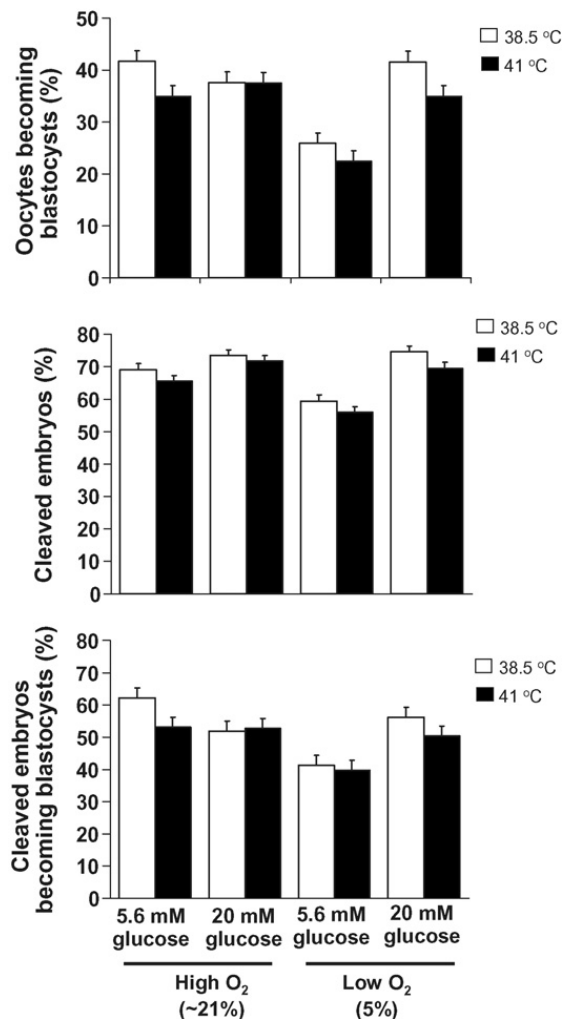 Oocytes becoming
blastocysts (%)
50
40
30
20
10
0
38.5 °C
41 °C
Cleaved embryos (%)
80
70
60
50
40
30
20
10
0
38.5 °C
41 °C
Cleaved embryos
becoming blastocysts (%)
80
70
60
50
40
30
20
10
0
38.5 °C
41 °C
5.6 mM
glucose
20 mM
glucose
5.6 mM
glucose
20 mM
glucose
High O₂
(~21%)
Low O₂
(5%)